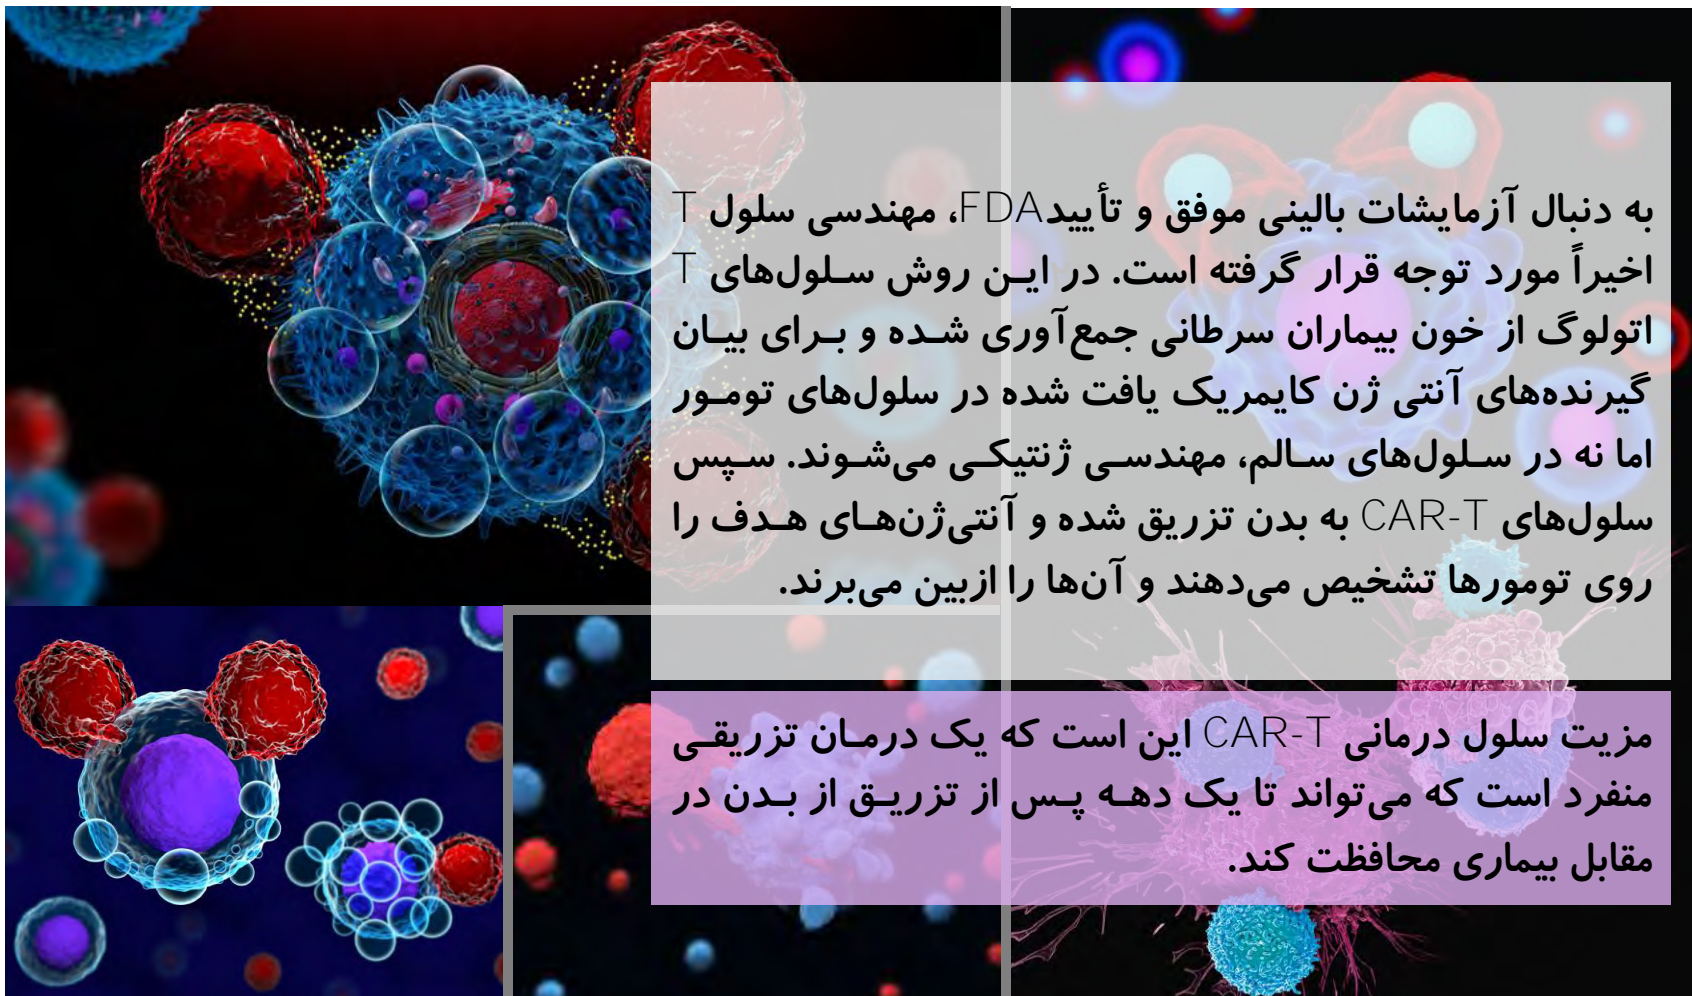 به دنبال آزمایشات بالینی موفق و تأیید FDA، مهندسی سلول T
اخیراً مورد توجه قرار گرفته است. در این روش سلول‌های T
اتولوگ از خون بیماران سرطانی جمع‌آوری شده و برای بیان
گیرنده‌های آنتی ژن کایمریک یافت شده در سلول‌های تومور
اما نه در سلول‌های سالم، مهندسی ژنتیکی می‌شوند. سپس
سلول‌های CAR-T به بدن تزریق شده و آنتی‌ژن‌های هدف را
روی تومورها تشخیص می‌دهند و آن‌ها را ازبین می‌برند.
مزیت سلول درمانی CAR-T این است که یک درمان تزریقی
منفرد است که می‌تواند تا یک دهه پس از تزریق از بدن در
مقابل بیماری محافظت کند.